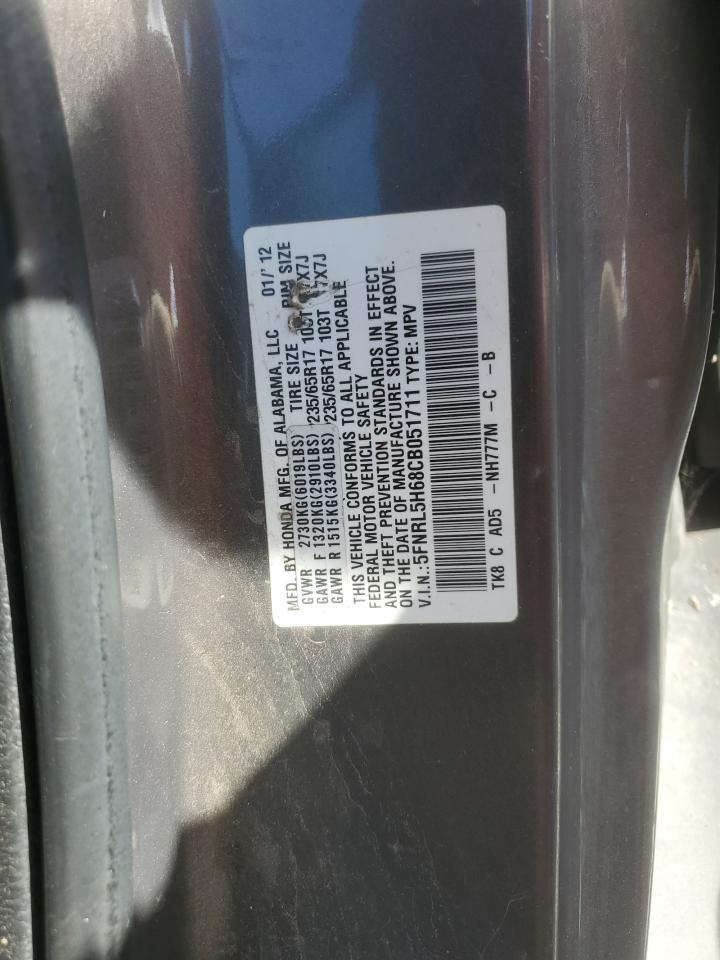 MFD. BY HONDA MFG. OF ALABAMA, LLC 01/'12
GVWR 2730KG(6019LBS) TIRE SIZE RIM SIZE
GAWR F 1320KG(2910LBS) 235/65R17 103T 17X7J
GAWR R 1515KG(3340LBS) 235/65R17 103T 17X7J
THIS VEHICLE CONFORMS TO ALL APPLICABLE
FEDERAL MOTOR VEHICLE SAFETY
AND THEFT PREVENTION STANDARDS IN EFFECT
ON THE DATE OF MANUFACTURE SHOWN ABOVE.
V.I.N.:5FNRL5H68CB051711 TYPE: MPV
TK8 C AD5 -NH777M -C -B